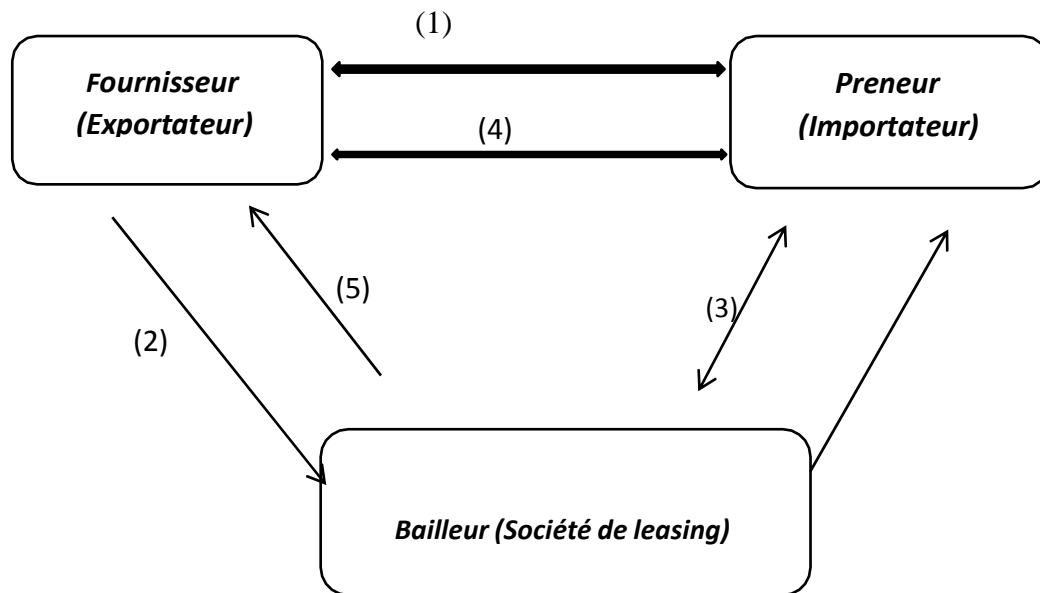 (1)
Fournisseur
(Exportateur)
Preneur
(Importateur)
(4)
(5)
(3)
(2)
Bailleur (Société de leasing)